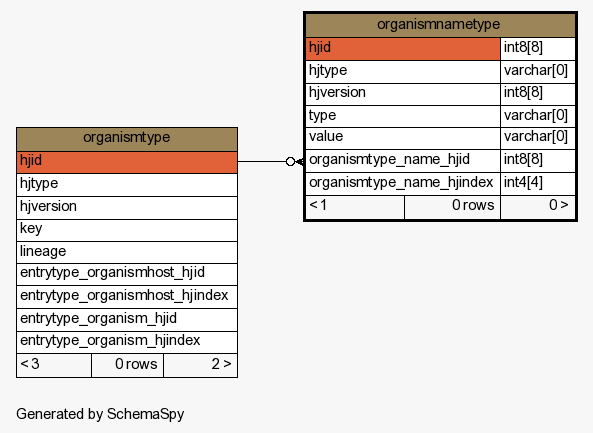 organismnametype
hjid int8[8]
hjtype varchar[0]
hjversion int8[8]
type varchar[0]
value varchar[0]
organismtype_name_hjid int8[8]
organismtype_name_hjindex int4[4]
< 1 0 rows 0 >
organismtype
hjid
hjtype
hjversion
key
lineage
entrytype_organismhost_hjid
entrytype_organismhost_hjindex
entrytype_organism_hjid
entrytype_organism_hjindex
< 3 0 rows 2 >
Generated by SchemaSpy